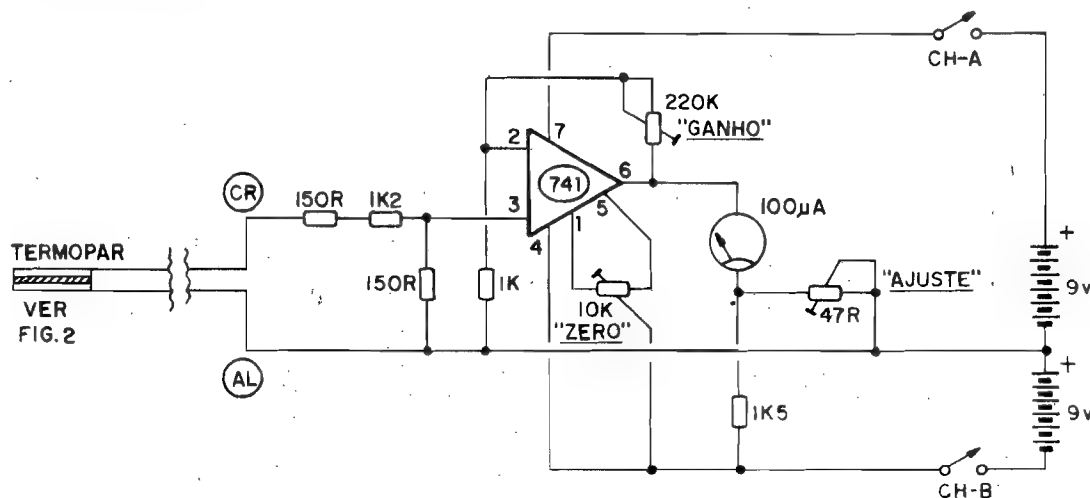 CH-A
220K
"GANHO"
2
7
741
6
3
5
4
1
CR
150R
1K2
100µA
TERMOPAR
VER
FIG.2
150R
1K
10K
"ZERO"
"AJUSTE"
47R
+
9v
AL
+
9v
1K5
CH-B